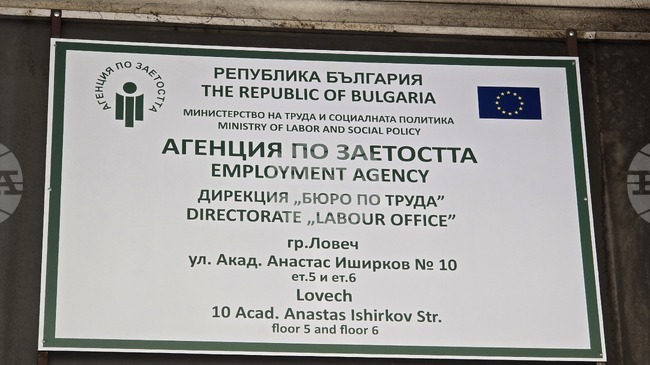 АГЕНЦИЯ ПО ЗАЕТОСТТА
РЕПУБЛИКА БЪЛГАРИЯ
THE REPUBLIC OF BULGARIA
МИНИСТЕРСТВО НА ТРУДА И СОЦИАЛНАТА ПОЛИТИКА
MINISTRY OF LABOR AND SOCIAL POLICY
АГЕНЦИЯ ПО ЗАЕТОСТТА
EMPLOYMENT AGENCY
ДИРЕКЦИЯ „БЮРО ПО ТРУДА”
DIRECTORATE „LABOUR OFFICE”
гр.Ловеч
ул. Акад. Анастас Иширков № 10
ет.5 и ет.6
Lovech
10 Acad. Anastas Ishirkov Str.
floor 5 and floor 6